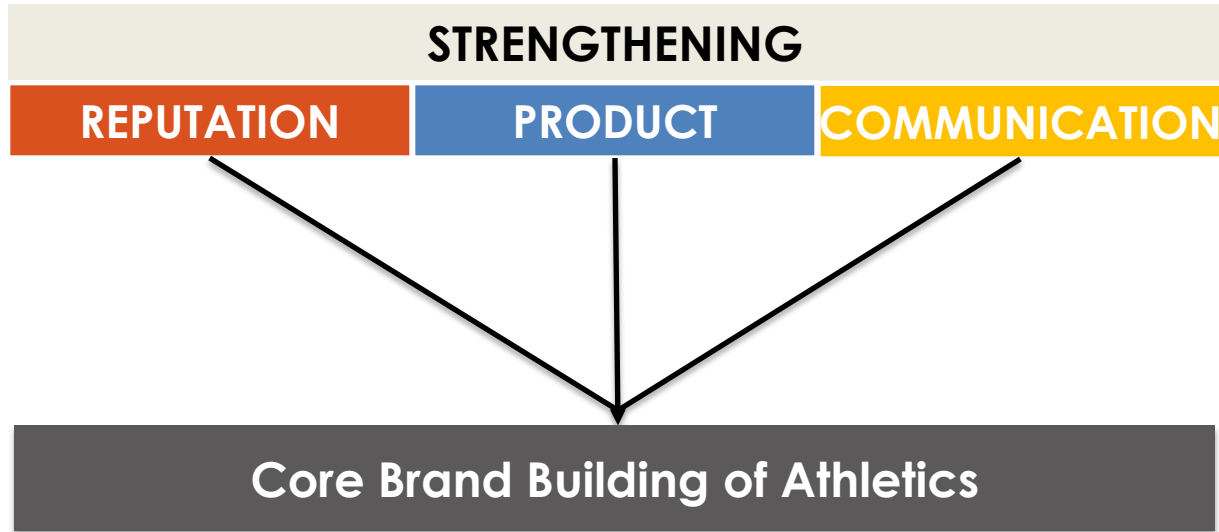 STRENGTHENING
REPUTATION PRODUCT COMMUNICATION
Core Brand Building of Athletics